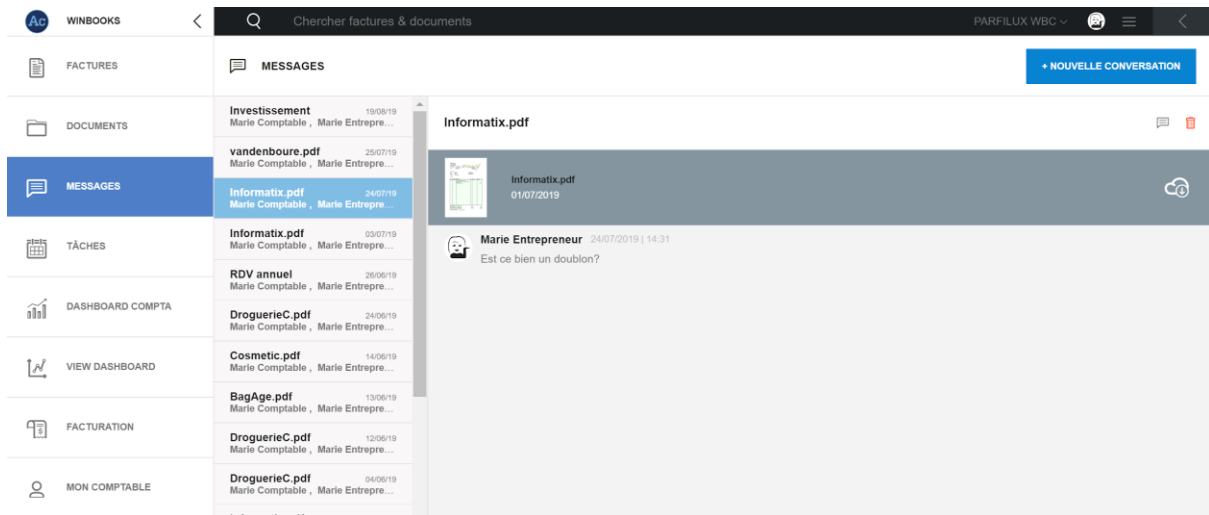 Ac WINBOOKS
Chercher factures & documents
PARFILUX WBC
FACTURES
DOCUMENTS
MESSAGES
TÂCHES
DASHBOARD COMPTA
VIEW DASHBOARD
FACTURATION
MON COMPTABLE
MESSAGES
+ NOUVELLE CONVERSATION
Investissement 19/08/19
Marie Comptable , Marie Entrepre...
vandenboure.pdf 25/07/19
Marie Comptable , Marie Entrepre...
Informatix.pdf 24/07/19
Marie Comptable , Marie Entrepre...
Informatix.pdf 03/07/19
Marie Comptable , Marie Entrepre...
RDV annuel 26/06/19
Marie Comptable , Marie Entrepre...
DroguerieC.pdf 24/06/19
Marie Comptable , Marie Entrepre...
Cosmetic.pdf 14/06/19
Marie Comptable , Marie Entrepre...
BagAge.pdf 13/06/19
Marie Comptable , Marie Entrepre...
DroguerieC.pdf 12/06/19
Marie Comptable , Marie Entrepre...
DroguerieC.pdf 04/06/19
Marie Comptable , Marie Entrepre...
Informatix.pdf
Informatix.pdf
01/07/2019
Marie Entrepreneur 24/07/2019 | 14:31
Est ce bien un doublon?